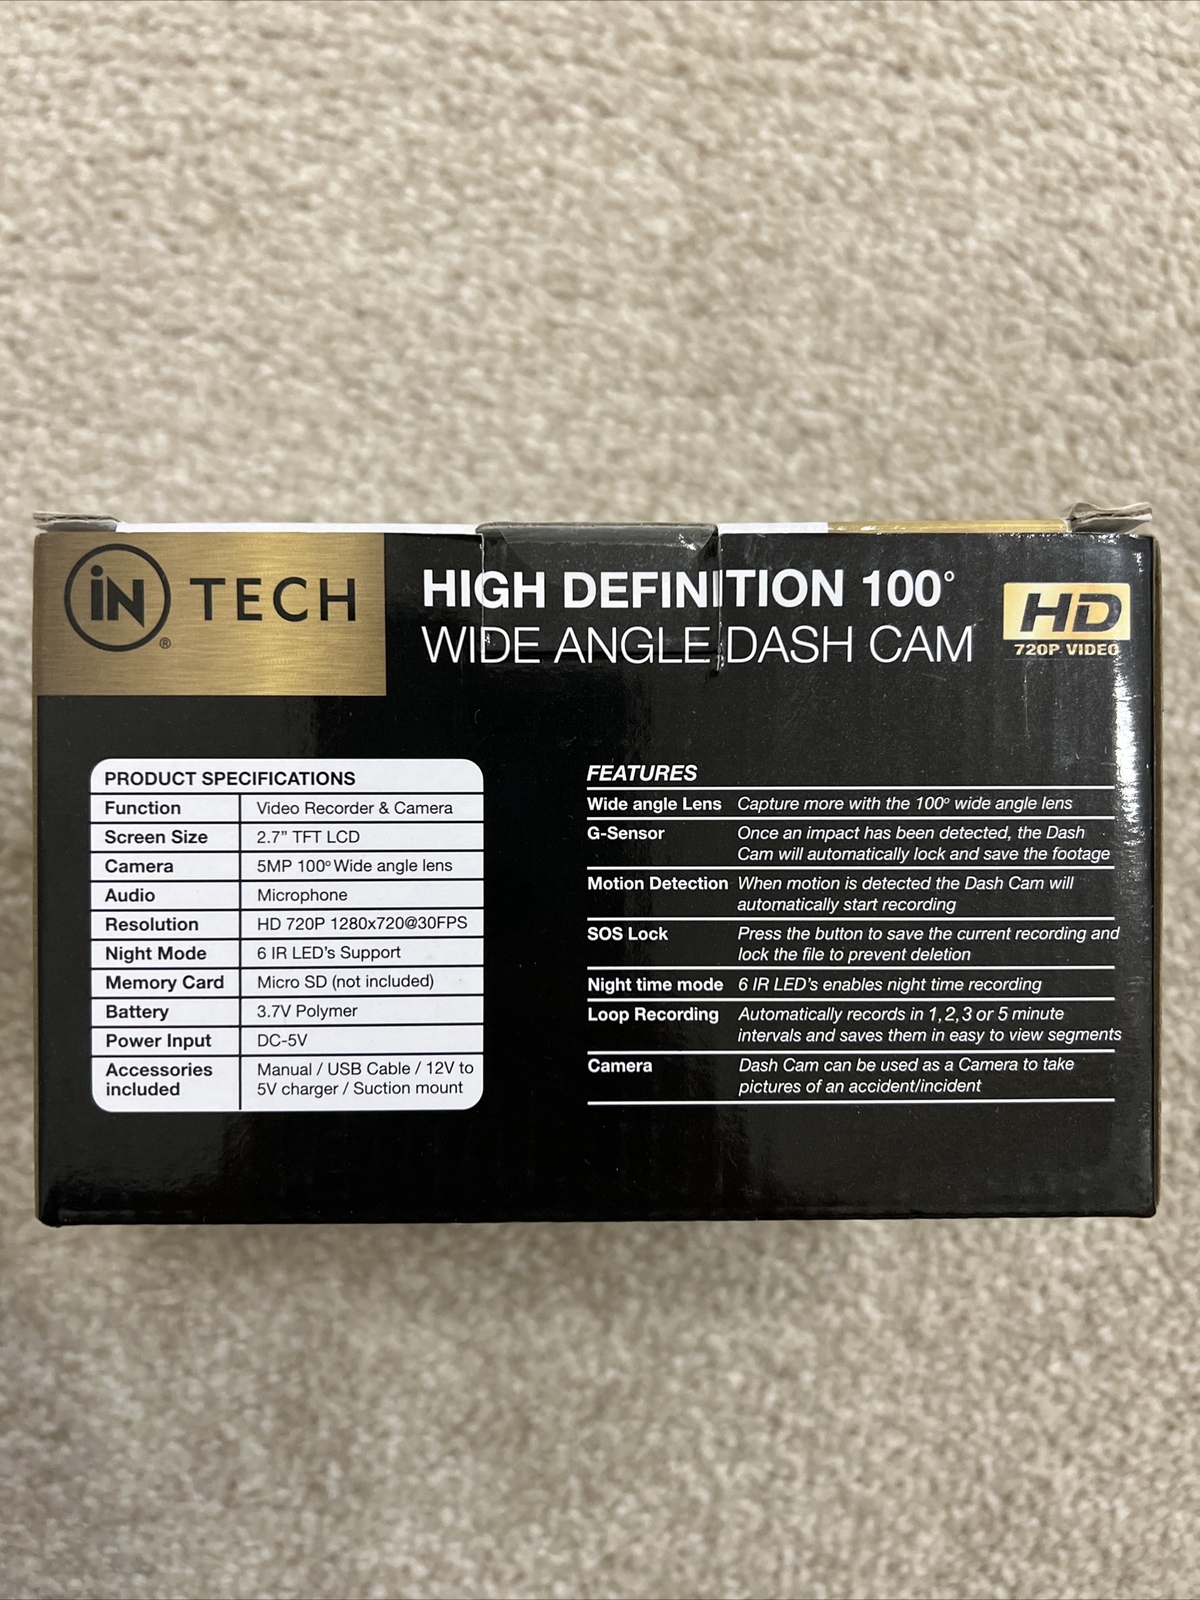 iN TECH
®
HIGH DEFINITION 100°
WIDE ANGLE DASH CAM
HD
720P VIDEO
PRODUCT SPECIFICATIONS
Function Video Recorder & Camera
Screen Size 2.7” TFT LCD
Camera 5MP 100° Wide angle lens
Audio Microphone
Resolution HD 720P 1280x720@30FPS
Night Mode 6 IR LED's Support
Memory Card Micro SD (not included)
Battery 3.7V Polymer
Power Input DC-5V
Accessories Manual / USB Cable / 12V to
included 5V charger / Suction mount
FEATURES
Wide angle Lens Capture more with the 100° wide angle lens
G-Sensor Once an impact has been detected, the Dash
Cam will automatically lock and save the footage
Motion Detection When motion is detected the Dash Cam will
automatically start recording
SOS Lock Press the button to save the current recording and
lock the file to prevent deletion
Night time mode 6 IR LED's enables night time recording
Loop Recording Automatically records in 1,2,3 or 5 minute
intervals and saves them in easy to view segments
Camera Dash Cam can be used as a Camera to take
pictures of an accident/incident